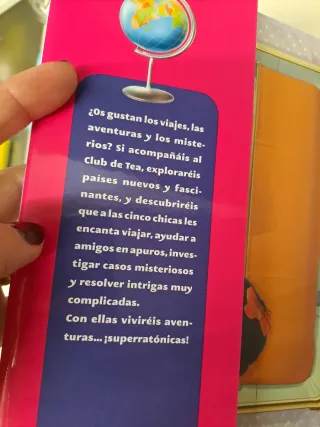 ¿Os gustan los viajes, las
aventuras y los miste-
rios? Si acompañáis al
Club de Tea, exploraréis
países nuevos y fasci-
nantes, y descubriréis
que a las cinco chicas les
encanta viajar, ayudar a
amigos en apuros, inves-
tigar casos misteriosos
y resolver intrigas muy
complicadas.
Con ellas viviréis aven-
turas... ¡superratónicas!